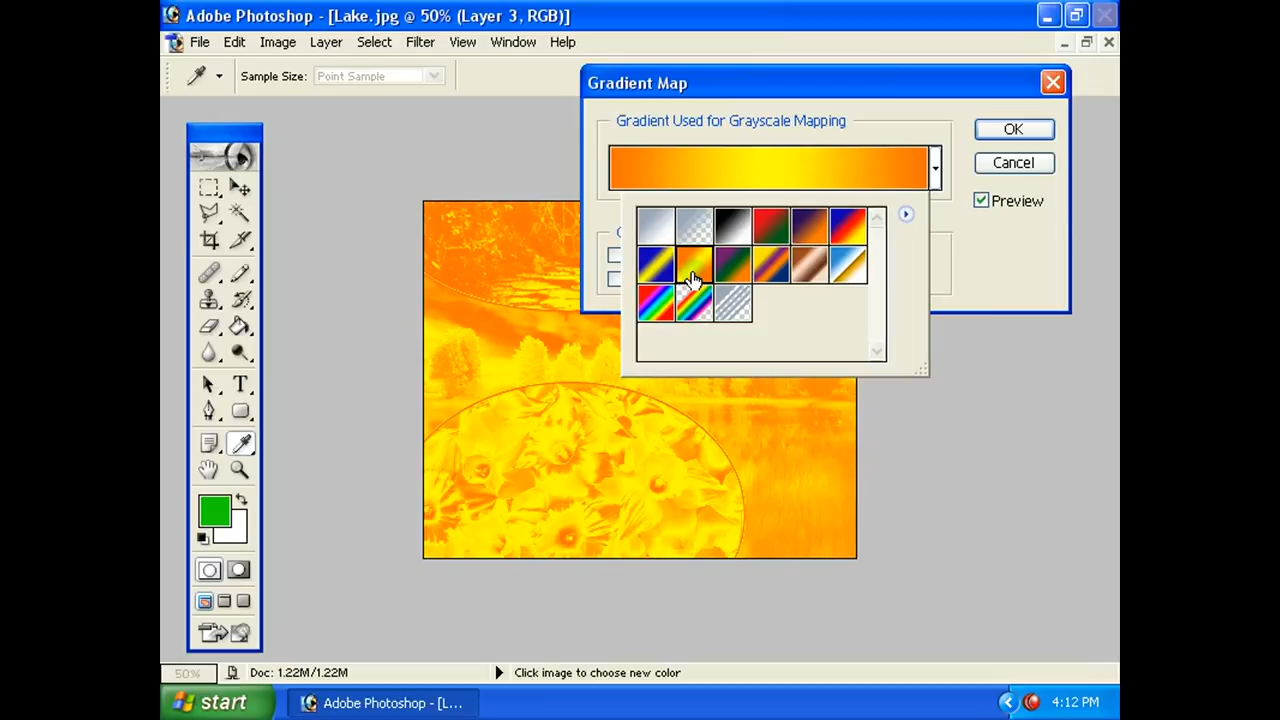 Adobe Photoshop - [Lake.jpg @ 50% (Layer 3, RGB)]
File Edit Image Layer Select Filter View Window Help
Sample Size: Point Sample
Gradient Map
Gradient Used for Grayscale Mapping
OK
Cancel
Preview
T
50% Doc: 1.22M/1.22M Click image to choose new color
start Adobe Photoshop - [L... 4:12 PM